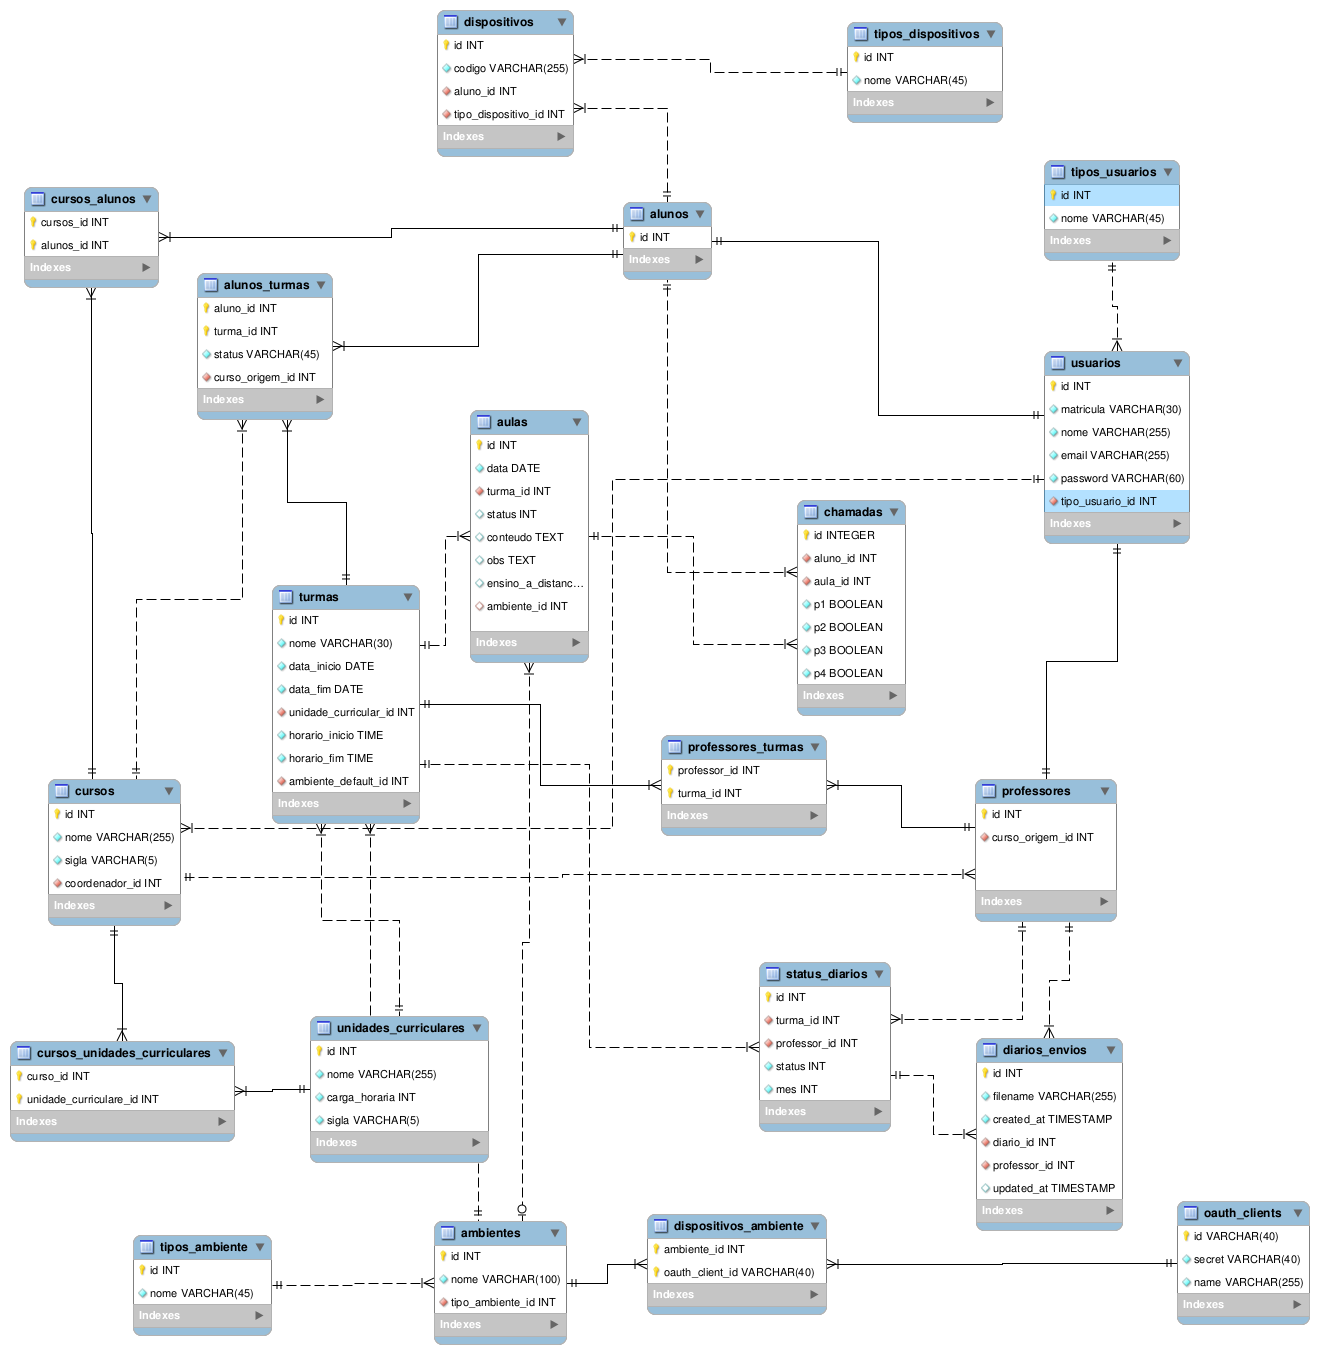 dispositivos
id INT
codigo VARCHAR(255)
aluno_id INT
tipo_dispositivo_id INT
Indexes
tipos_dispositivos
id INT
nome VARCHAR(45)
Indexes
tipos_usuarios
id INT
nome VARCHAR(45)
Indexes
cursos_alunos
cursos_id INT
alunos_id INT
Indexes
alunos
id INT
Indexes
alunos_turmas
aluno_id INT
turma_id INT
status VARCHAR(45)
curso_origem_id INT
Indexes
usuarios
id INT
matricula VARCHAR(30)
nome VARCHAR(255)
email VARCHAR(255)
password VARCHAR(60)
tipo_usuario_id INT
Indexes
aulas
id INT
data DATE
turma_id INT
status INT
conteudo TEXT
obs TEXT
ensino_a_distanc...
ambiente_id INT
Indexes
chamadas
id INTEGER
aluno_id INT
aula_id INT
p1 BOOLEAN
p2 BOOLEAN
p3 BOOLEAN
p4 BOOLEAN
Indexes
turmas
id INT
nome VARCHAR(30)
data_inicio DATE
data_fim DATE
unidade_curricular_id INT
horario_inicio TIME
horario_fim TIME
ambiente_default_id INT
Indexes
professores_turmas
professor_id INT
turma_id INT
Indexes
cursos
id INT
nome VARCHAR(255)
sigla VARCHAR(5)
coordenador_id INT
Indexes
professores
id INT
curso_origem_id INT
Indexes
status_diarios
id INT
turma_id INT
professor_id INT
status INT
mes INT
Indexes
unidades_curriculares
id INT
nome VARCHAR(255)
carga_horaria INT
sigla VARCHAR(5)
Indexes
cursos_unidades_curriculares
curso_id INT
unidade_curriculare_id INT
Indexes
diarios_envios
id INT
filename VARCHAR(255)
created_at TIMESTAMP
diario_id INT
professor_id INT
updated_at TIMESTAMP
Indexes
tipos_ambiente
id INT
nome VARCHAR(45)
Indexes
ambientes
id INT
nome VARCHAR(100)
tipo_ambiente_id INT
Indexes
dispositivos_ambiente
ambiente_id INT
oauth_client_id VARCHAR(40)
Indexes
oauth_clients
id VARCHAR(40)
secret VARCHAR(40)
name VARCHAR(255)
Indexes